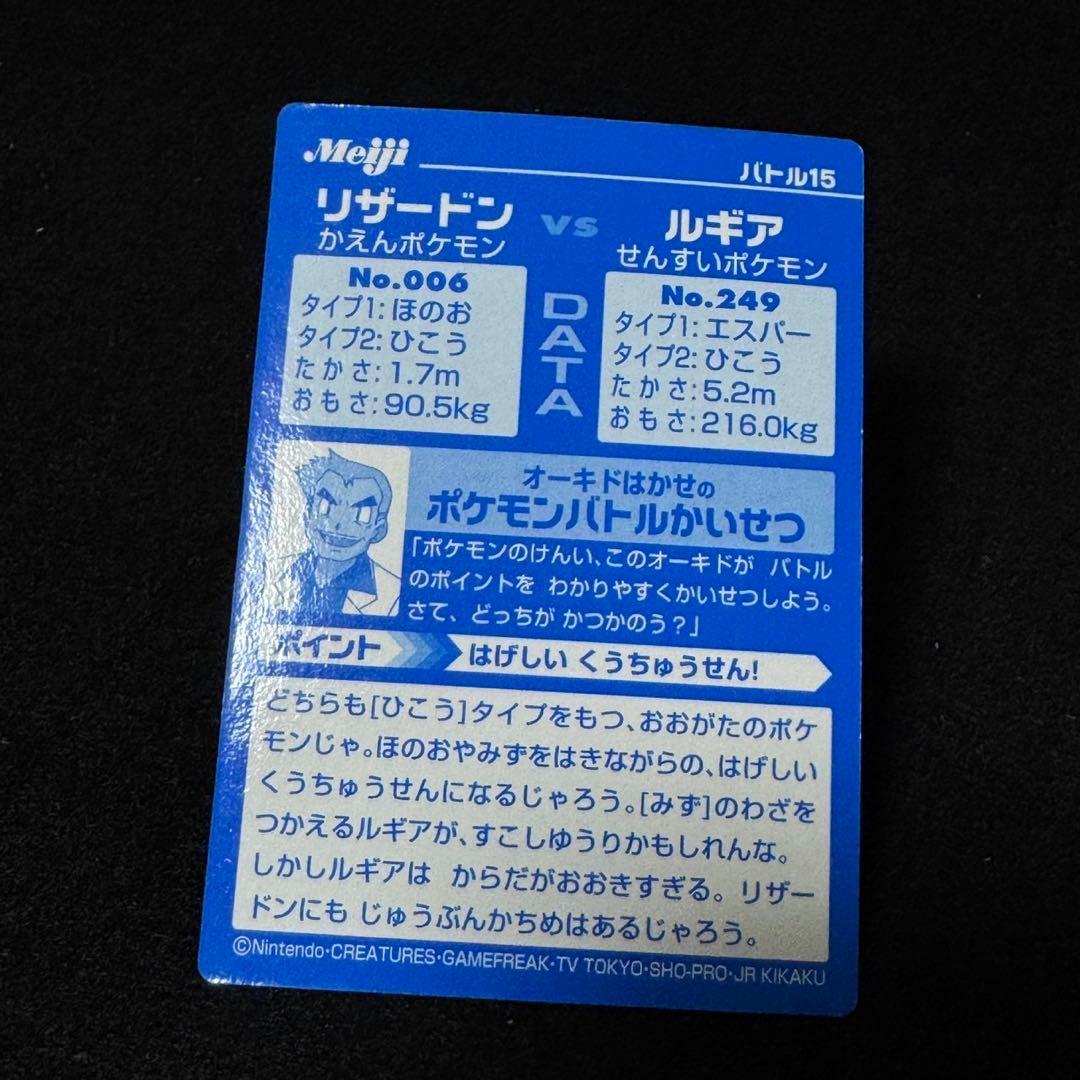 Meiji
バトル15
リザードン vs ルギア
かえんポケモン
せんすいポケモン
No.006
タイプ1:ほのお
タイプ2:ひこう
たかさ:1.7m
おもさ:90.5kg
DATA
No.249
タイプ1:エスパー
タイプ2:ひこう
たかさ:5.2m
おもさ:216.0kg
オーキドはかせの
ポケモンバトルかいせつ
「ポケモンのけんい、このオーキドが バトル
のポイントを わかりやすくかいせつしよう。
さて、どっちが かつかのう？」
ポイント
はげしい くうちゅうせん!
どちらも[ひこう]タイプをもつ、おおがたのポケ
モンじゃ。ほのおやみずをはきながらの、はげしい
くうちゅうせんになるじゃろう。[みず]のわざを
つかえるルギアが、すこしゆうりかもしれんな。
しかしルギアは からだがおおきすぎる。リザー
ドンにも じゅうぶんかちめはあるじゃろう。
©Nintendo・CREATURES・GAMEFREAK・TV TOKYO・SHO-PRO・JR KIKAKU